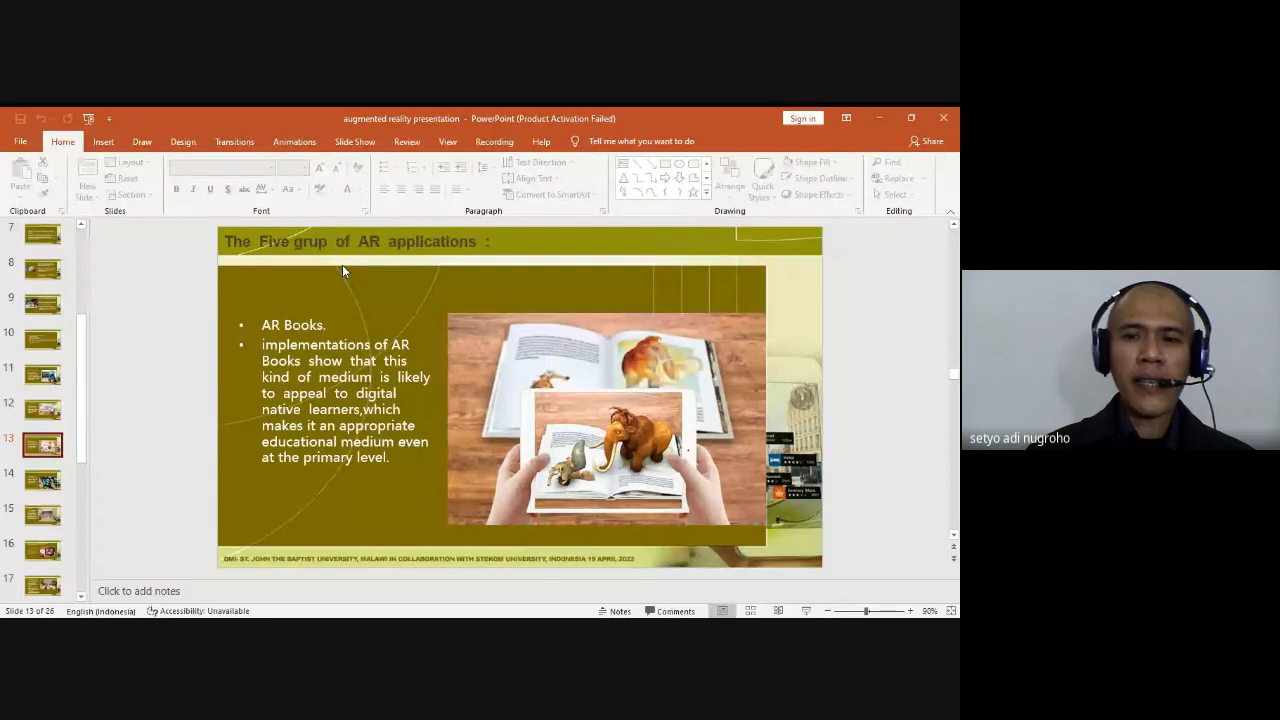 augmented reality presentation - PowerPoint (Product Activation Failed)
Sign in
File Home Insert Draw Design Transitions Animations Slide Show Review View Recording Help Tell me what you want to do Share
Paste
New
Slide
Layout
Reset
Section
B I U S abc AV Aa A
Text Direction
Align Text
Convert to SmartArt
Arrange
Quick
Styles
Shape Fill
Shape Outline
Shape Effects
Find
Replace
Select
Clipboard Slides Font Paragraph Drawing Editing
7
8
9
10
11
12
13
14
15
16
17
The Five grup of AR applications :
• AR Books.
• implementations of AR
Books show that this
kind of medium is likely
to appeal to digital
native learners,which
makes it an appropriate
educational medium even
at the primary level.
DMI- ST. JOHN THE BAPTIST UNIVERSITY, MALAWI IN COLLABORATION WITH STEKOM UNIVERSITY, INDONESIA 19 APRIL 2022
Click to add notes
Slide 13 of 26 English (Indonesia) Accessibility: Unavailable Notes Comments 90%
setyo adi nugroho